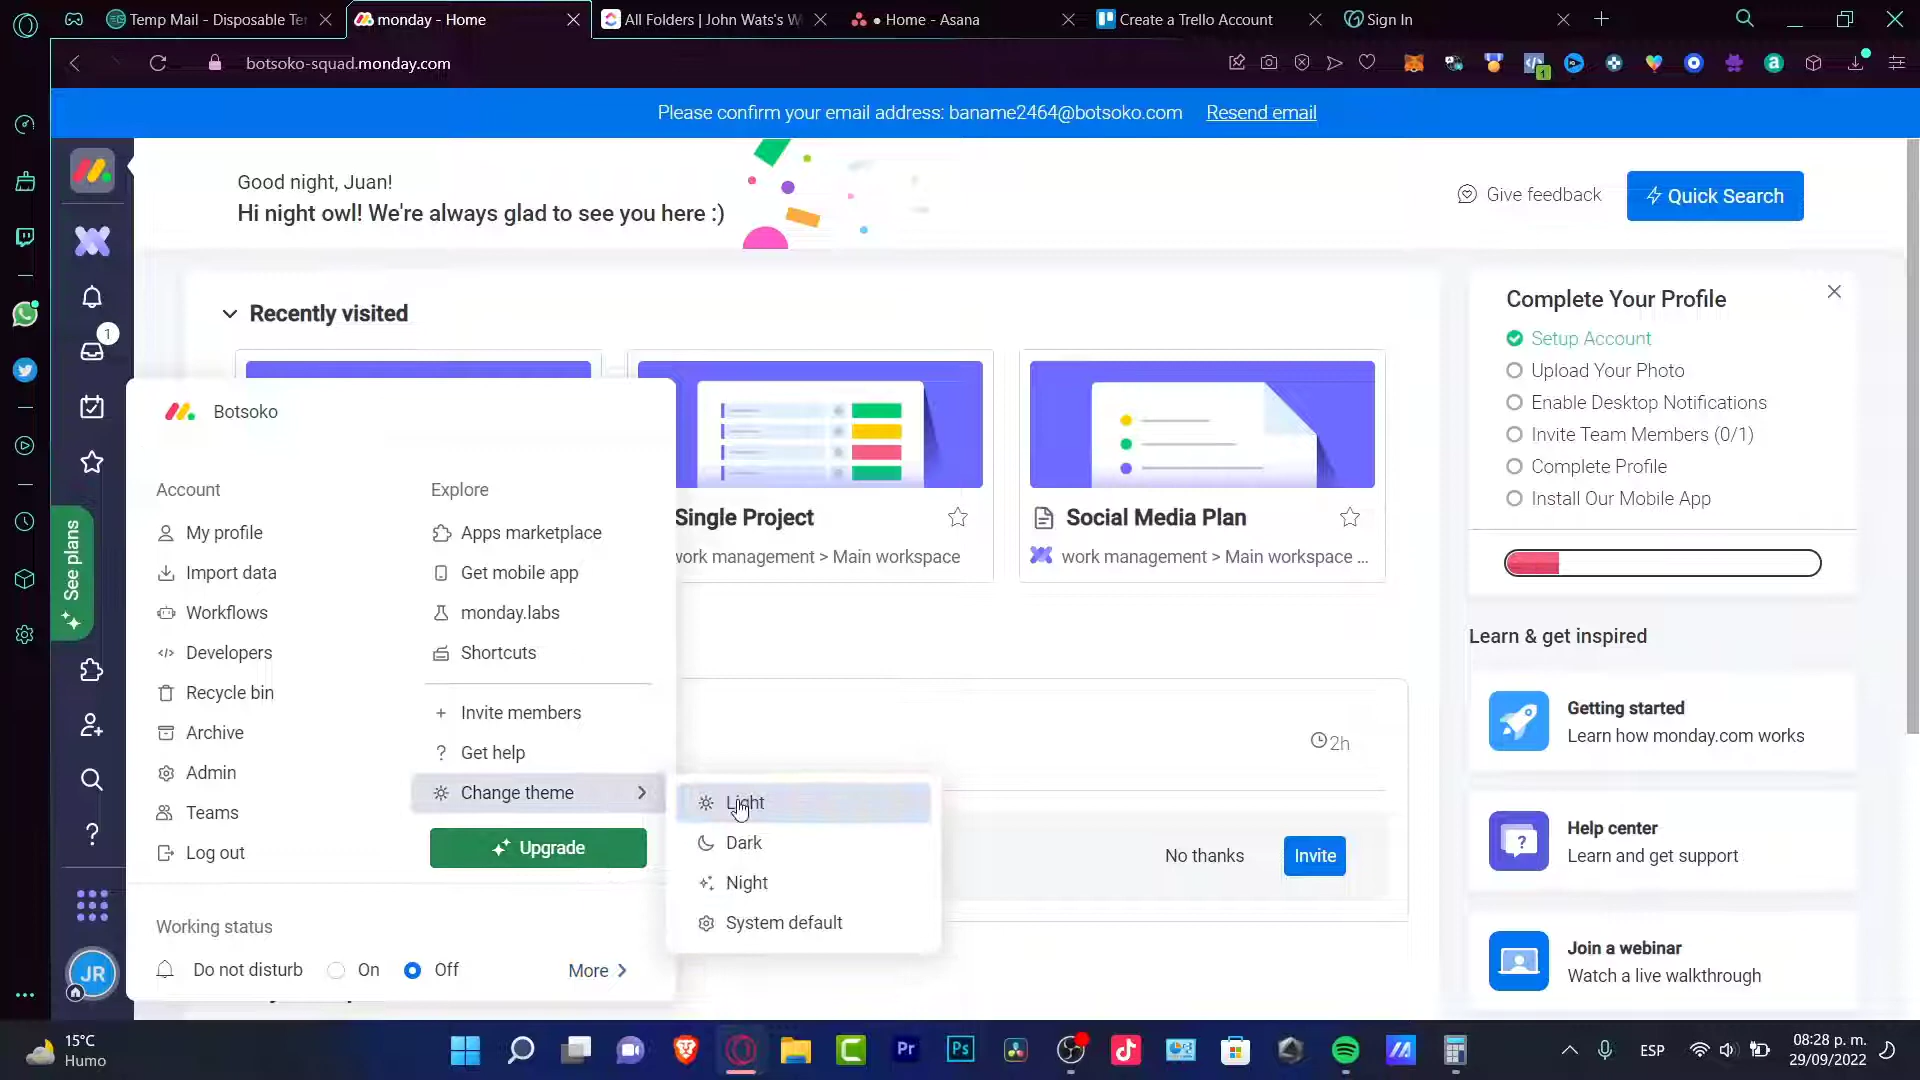 Temp Mail - Disposable Te
monday - Home
All Folders | John Wats's W
● Home - Asana
Create a Trello Account
Sign In
botsoko-squad.monday.com
1
Please confirm your email address: baname2464@botsoko.com Resend email
Good night, Juan!
Hi night owl! We're always glad to see you here :)
Give feedback
Quick Search
Recently visited
1
Single Project
work management > Main workspace
Social Media Plan
work management > Main workspace ...
Complete Your Profile
Setup Account
Upload Your Photo
Enable Desktop Notifications
Invite Team Members (0/1)
Complete Profile
Install Our Mobile App
See plans
Botsoko
Account
My profile
Import data
Workflows
Developers
Recycle bin
Archive
Admin
Teams
Log out
Explore
Apps marketplace
Get mobile app
monday.labs
Shortcuts
+ Invite members
? Get help
Change theme
Upgrade
Light
Dark
Night
System default
Working status
Do not disturb
On
Off
More
JR
2h
No thanks
Invite
Learn & get inspired
Getting started
Learn how monday.com works
Help center
Learn and get support
Join a webinar
Watch a live walkthrough
15°C
Humo
Pr
Ps
ESP
08:28 p. m.
29/09/2022